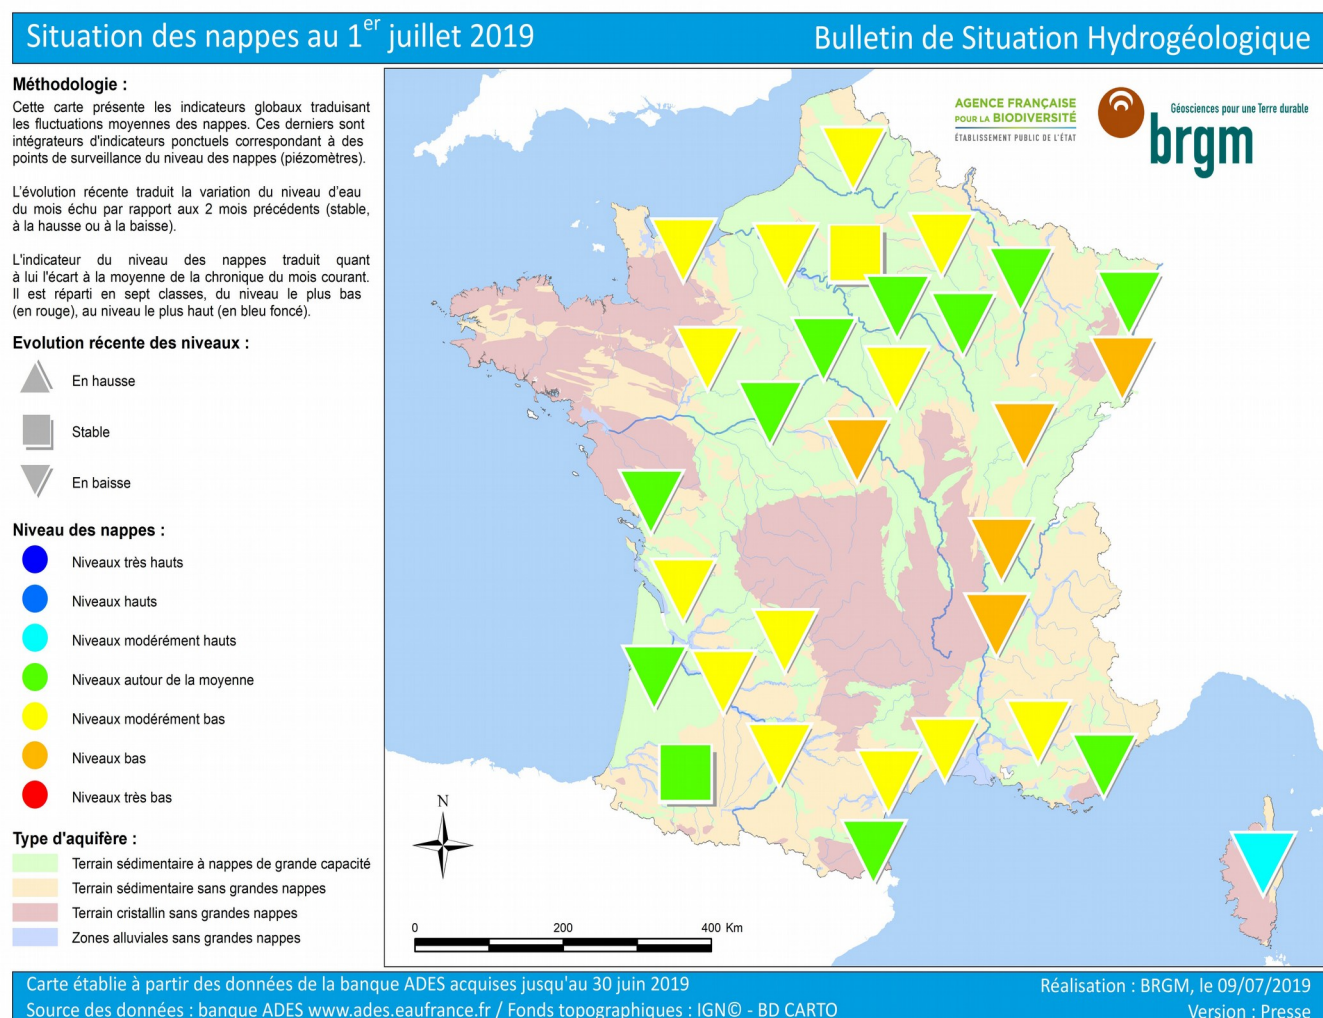 Situation des nappes au 1er juillet 2019
Bulletin de Situation Hydrogéologique
Méthodologie :
Cette carte présente les indicateurs globaux traduisant
les fluctuations moyennes des nappes. Ces derniers sont
intégrateurs d'indicateurs ponctuels correspondant à des
points de surveillance du niveau des nappes (piézomètres).
L'évolution récente traduit la variation du niveau d'eau
du mois échu par rapport aux 2 mois précédents (stable,
à la hausse ou à la baisse).
L'indicateur du niveau des nappes traduit quant
à lui l'écart à la moyenne de la chronique du mois courant.
Il est réparti en sept classes, du niveau le plus bas
(en rouge), au niveau le plus haut (en bleu foncé).
Evolution récente des niveaux :
En hausse
Stable
En baisse
Niveau des nappes :
Niveaux très hauts
Niveaux hauts
Niveaux modérément hauts
Niveaux autour de la moyenne
Niveaux modérément bas
Niveaux bas
Niveaux très bas
Type d'aquifère :
Terrain sédimentaire à nappes de grande capacité
Terrain sédimentaire sans grandes nappes
Terrain cristallin sans grandes nappes
Zones alluviales sans grandes nappes
AGENCE FRANÇAISE
POUR LA BIODIVERSITÉ
ÉTABLISSEMENT PUBLIC DE L'ÉTAT
Géosciences pour une Terre durable
brgm
N
0 200 400 Km
Carte établie à partir des données de la banque ADES acquises jusqu'au 30 juin 2019
Source des données : banque ADES www.ades.eaufrance.fr / Fonds topographiques : IGN© - BD CARTO
Réalisation : BRGM, le 09/07/2019
Version : Presse